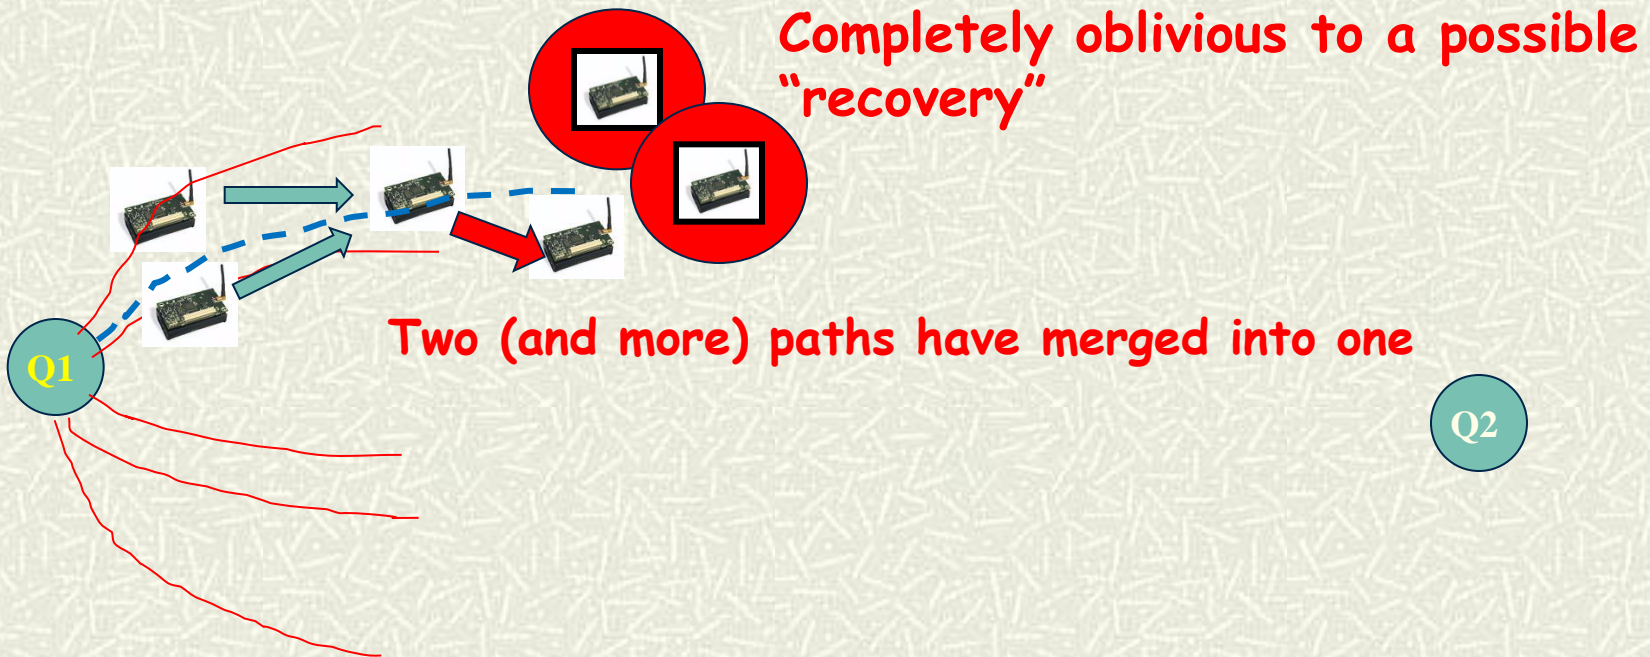 Completely oblivious to a possible
“recovery”
Two (and more) paths have merged into one
Q1
Q2